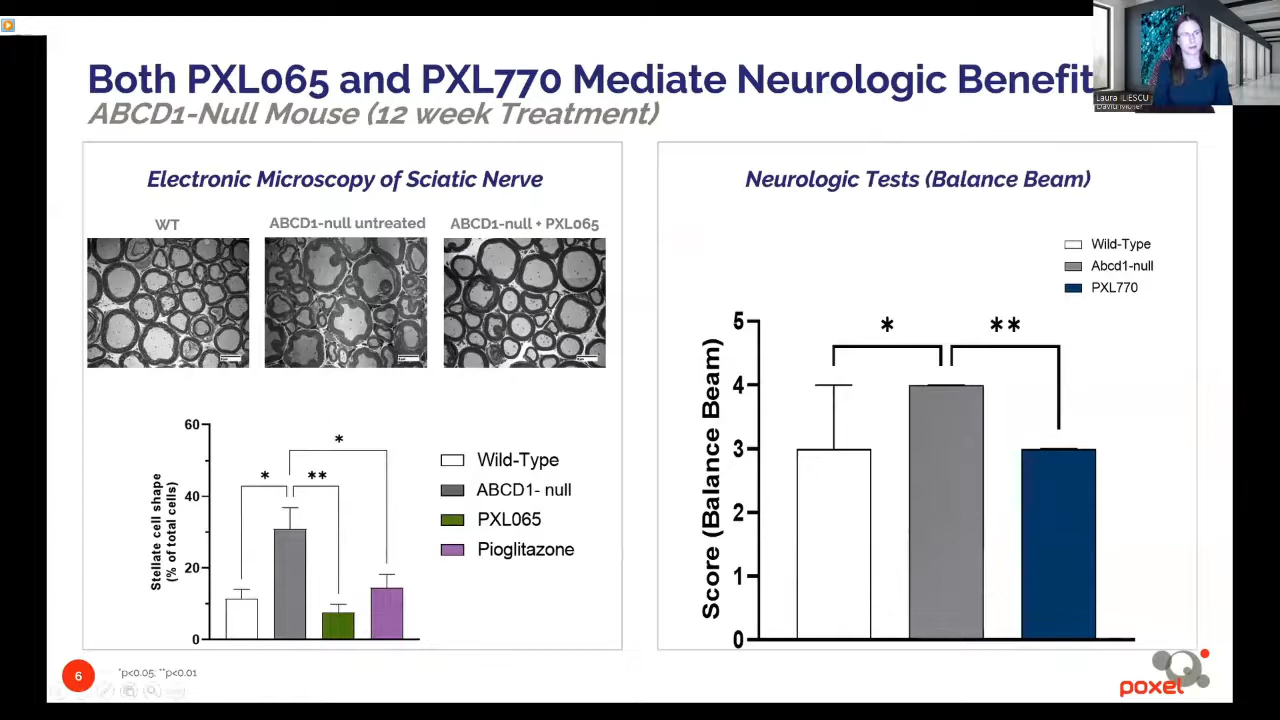 Both PXL065 and PXL770 Mediate Neurologic Benefit
ABCD1-Null Mouse (12 week Treatment)
Laura ILIESCU
David Moller
Electronic Microscopy of Sciatic Nerve
WT
ABCD1-null untreated
ABCD1-null + PXL065
60
40
20
0
Stellate cell shape
(% of total cells)
*
*
**
Wild-Type
ABCD1- null
PXL065
Pioglitazone
Neurologic Tests (Balance Beam)
Wild-Type
Abcd1-null
PXL770
5
4
3
2
1
0
Score (Balance Beam)
*
**
6
*p<0.05; **p<0.01
poxel